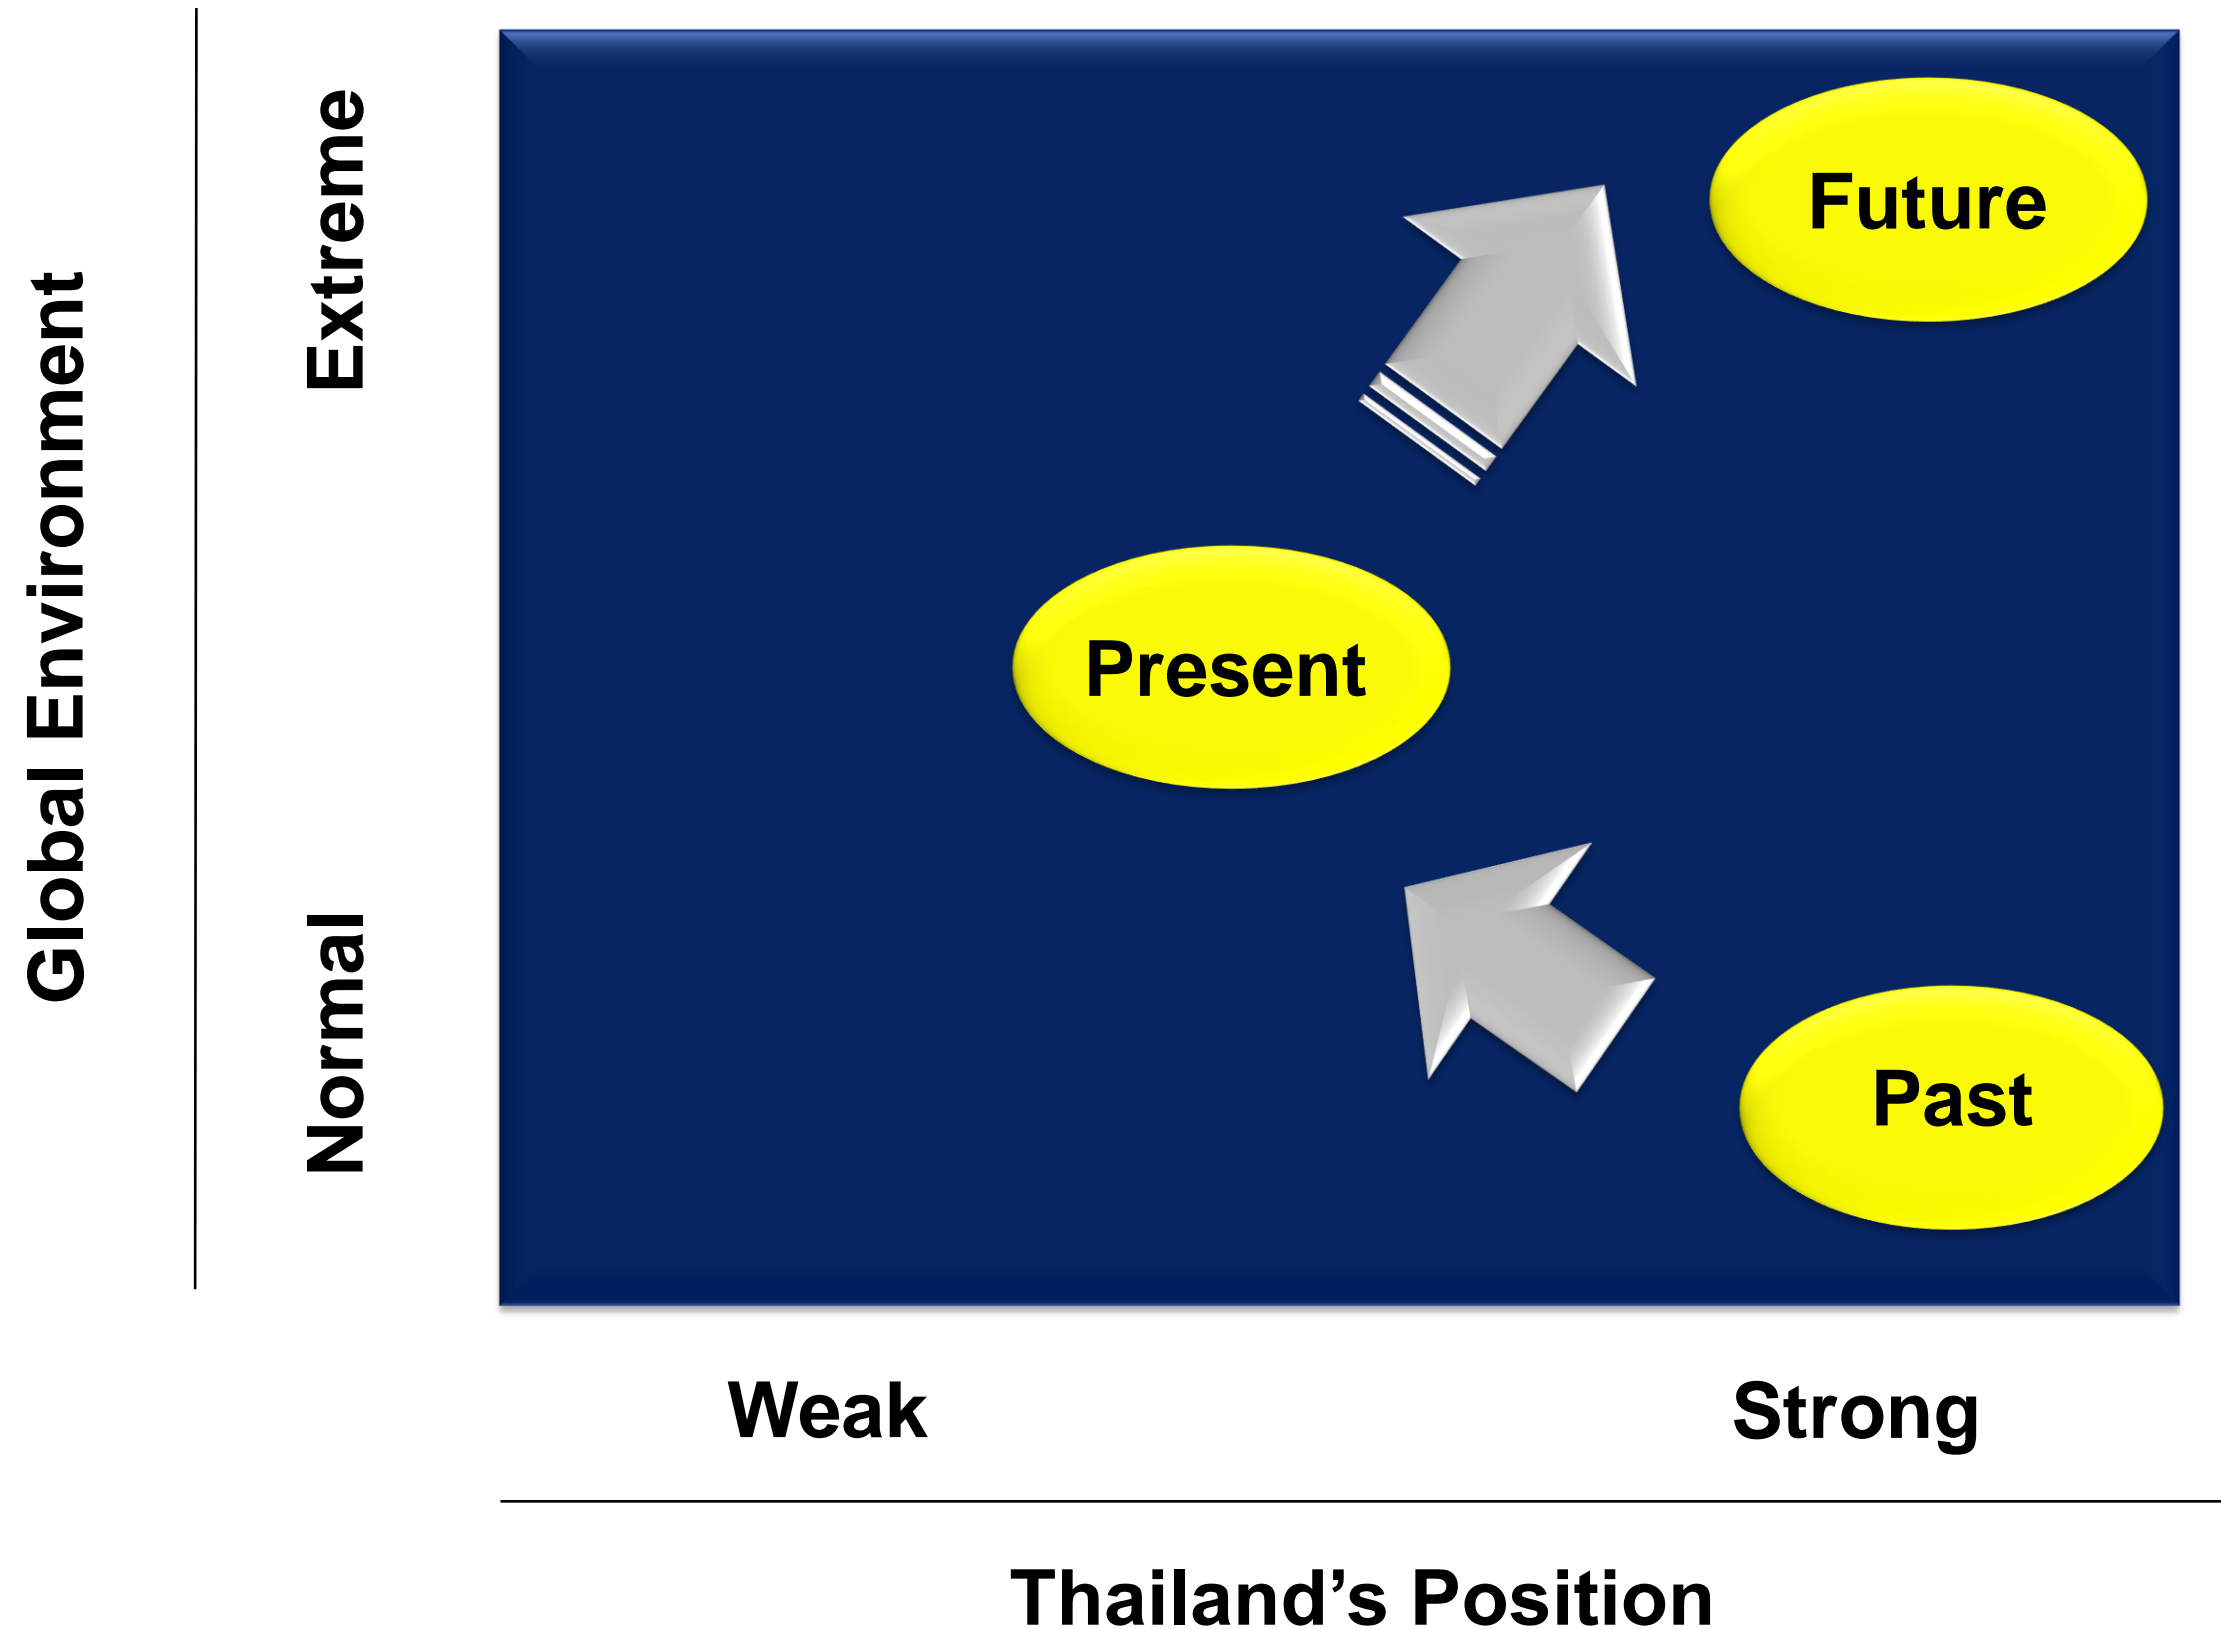 Global Environment
Extreme
Normal
Future
Present
Past
Weak
Strong
Thailand’s Position